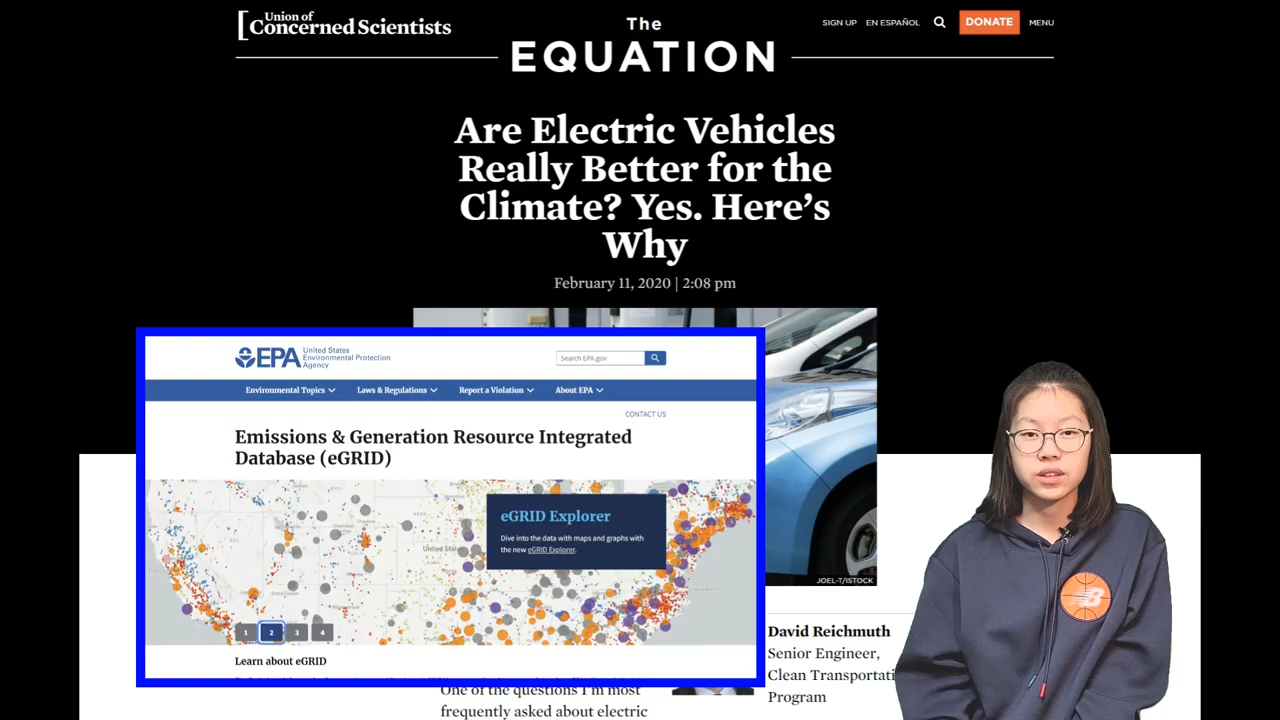 Union of
Concerned Scientists
The
EQUATION
SIGN UP EN ESPAÑOL DONATE MENU
Are Electric Vehicles
Really Better for the
Climate? Yes. Here's
Why
February 11, 2020 | 2:08 pm
EPA United States
Environmental Protection
Agency
Search EPA.gov
Environmental Topics Laws & Regulations Report a Violation About EPA
CONTACT US
Emissions & Generation Resource Integrated
Database (eGRID)
eGRID Explorer
Dive into the data with maps and graphs with
the new eGRID Explorer.
United States
1 2 3 4
Learn about eGRID
JOEL-T/ISTOCK
David Reichmuth
Senior Engineer,
Clean Transportati
Program
One of the questions I'm most
frequently asked about electric